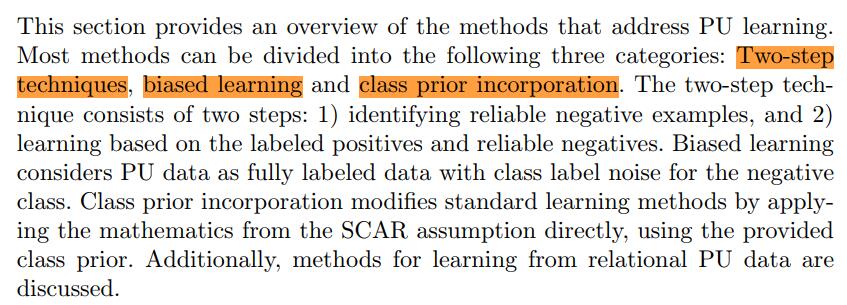 This section provides an overview of the methods that address PU learning.
Most methods can be divided into the following three categories: Two-step
techniques, biased learning and class prior incorporation. The two-step tech-
nique consists of two steps: 1) identifying reliable negative examples, and 2)
learning based on the labeled positives and reliable negatives. Biased learning
considers PU data as fully labeled data with class label noise for the negative
class. Class prior incorporation modifies standard learning methods by apply-
ing the mathematics from the SCAR assumption directly, using the provided
class prior. Additionally, methods for learning from relational PU data are
discussed.